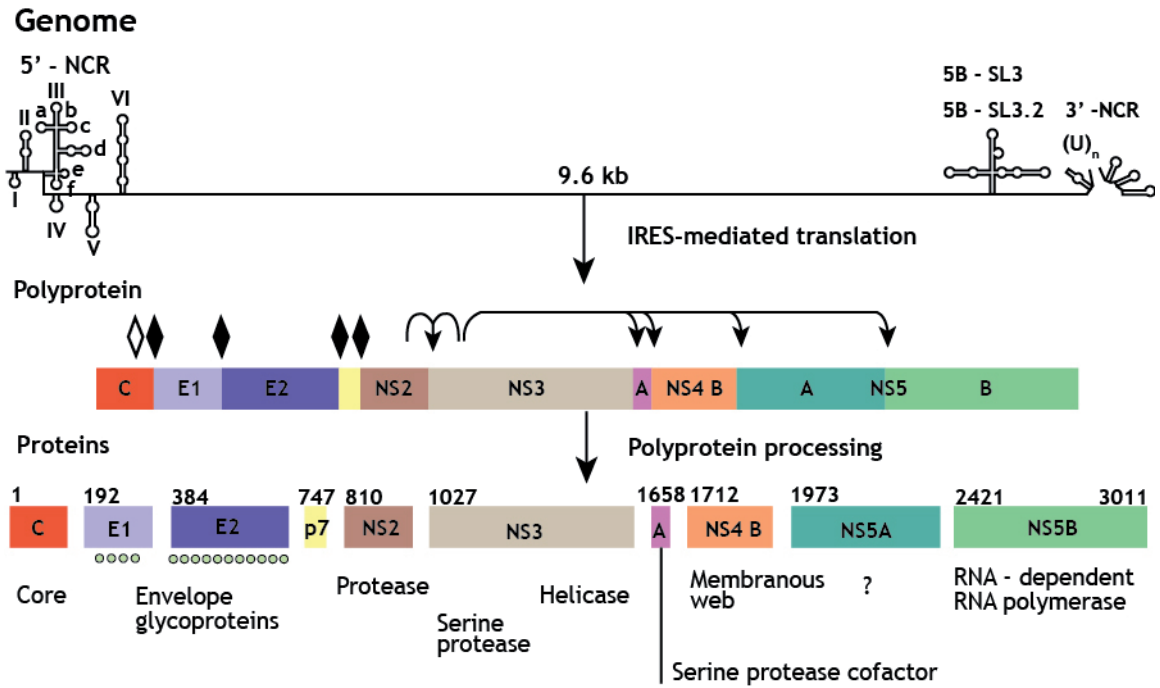 Genome
5’ - NCR
III
VI
II
a
b
c
d
e
f
I
IV
V
5B - SL3
5B - SL3.2
3’ -NCR
(U)n
9.6 kb
IRES-mediated translation
Polyprotein
C
E1
E2
NS2
NS3
A
NS4 B
A
NS5
B
Proteins
Polyprotein processing
1
192
384
747
810
1027
1658
1712
1973
2421
3011
C
E1
E2
p7
NS2
NS3
A
NS4 B
NS5A
NS5B
Core
Envelope
glycoproteins
Protease
Serine
protease
Helicase
Membranous
web
?
RNA - dependent
RNA polymerase
Serine protease cofactor